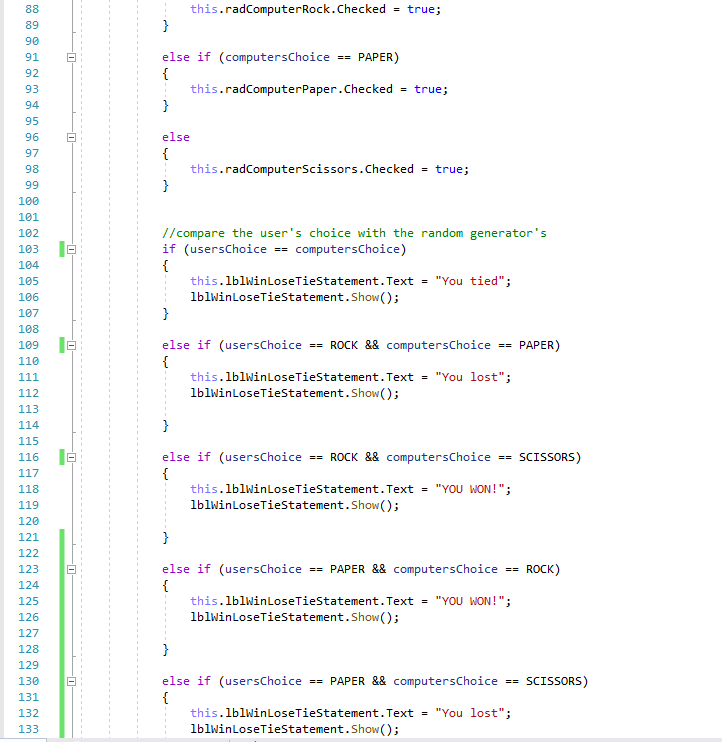 88 this.radComputerRock.Checked = true;
89 }
90
91 else if (computersChoice == PAPER)
92 {
93 this.radComputerPaper.Checked = true;
94 }
95
96 else
97 {
98 this.radComputerScissors.Checked = true;
99 }
100
101
102 //compare the user's choice with the random generator's
103 if (usersChoice == computersChoice)
104 {
105 this.lblWinLoseTieStatement.Text = "You tied";
106 lblWinLoseTieStatement.Show();
107 }
108
109 else if (usersChoice == ROCK && computersChoice == PAPER)
110 {
111 this.lblWinLoseTieStatement.Text = "You lost";
112 lblWinLoseTieStatement.Show();
113
114 }
115
116 else if (usersChoice == ROCK && computersChoice == SCISSORS)
117 {
118 this.lblWinLoseTieStatement.Text = "YOU WON!";
119 lblWinLoseTieStatement.Show();
120
121 }
122
123 else if (usersChoice == PAPER && computersChoice == ROCK)
124 {
125 this.lblWinLoseTieStatement.Text = "YOU WON!";
126 lblWinLoseTieStatement.Show();
127
128 }
129
130 else if (usersChoice == PAPER && computersChoice == SCISSORS)
131 {
132 this.lblWinLoseTieStatement.Text = "You lost";
133 lblWinLoseTieStatement.Show();